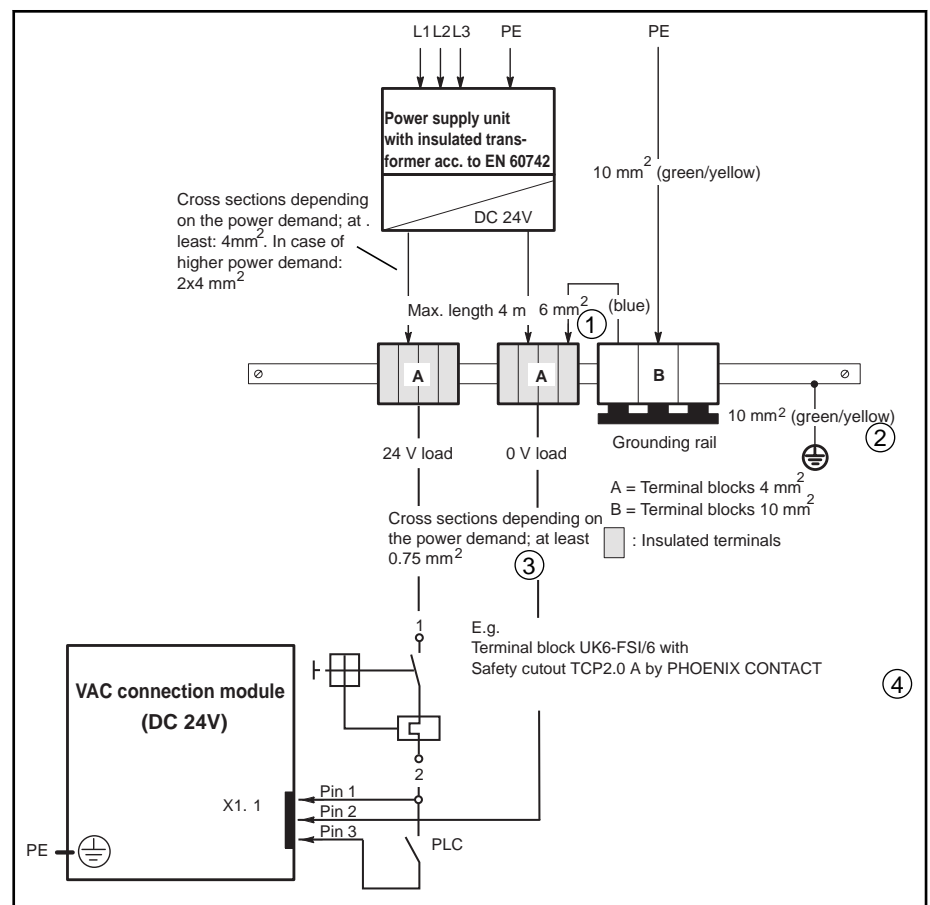 L1 L2 L3 PE PE
Power supply unit
with insulated trans-
former acc. to EN 60742
DC 24V
10 mm² (green/yellow)
Cross sections depending
on the power demand; at .
least: 4mm². In case of
higher power demand:
2x4 mm²
Max. length 4 m 6 mm² (blue)
1
A A B
10 mm² (green/yellow)
2
Grounding rail
24 V load 0 V load
A = Terminal blocks 4 mm²
B = Terminal blocks 10 mm²
: Insulated terminals
Cross sections depending on
the power demand; at least
0.75 mm²
3
1
E.g.
Terminal block UK6-FSI/6 with
Safety cutout TCP2.0 A by PHOENIX CONTACT
4
VAC connection module
(DC 24V)
2
X1. 1
Pin 1
Pin 2
Pin 3
PLC
PE